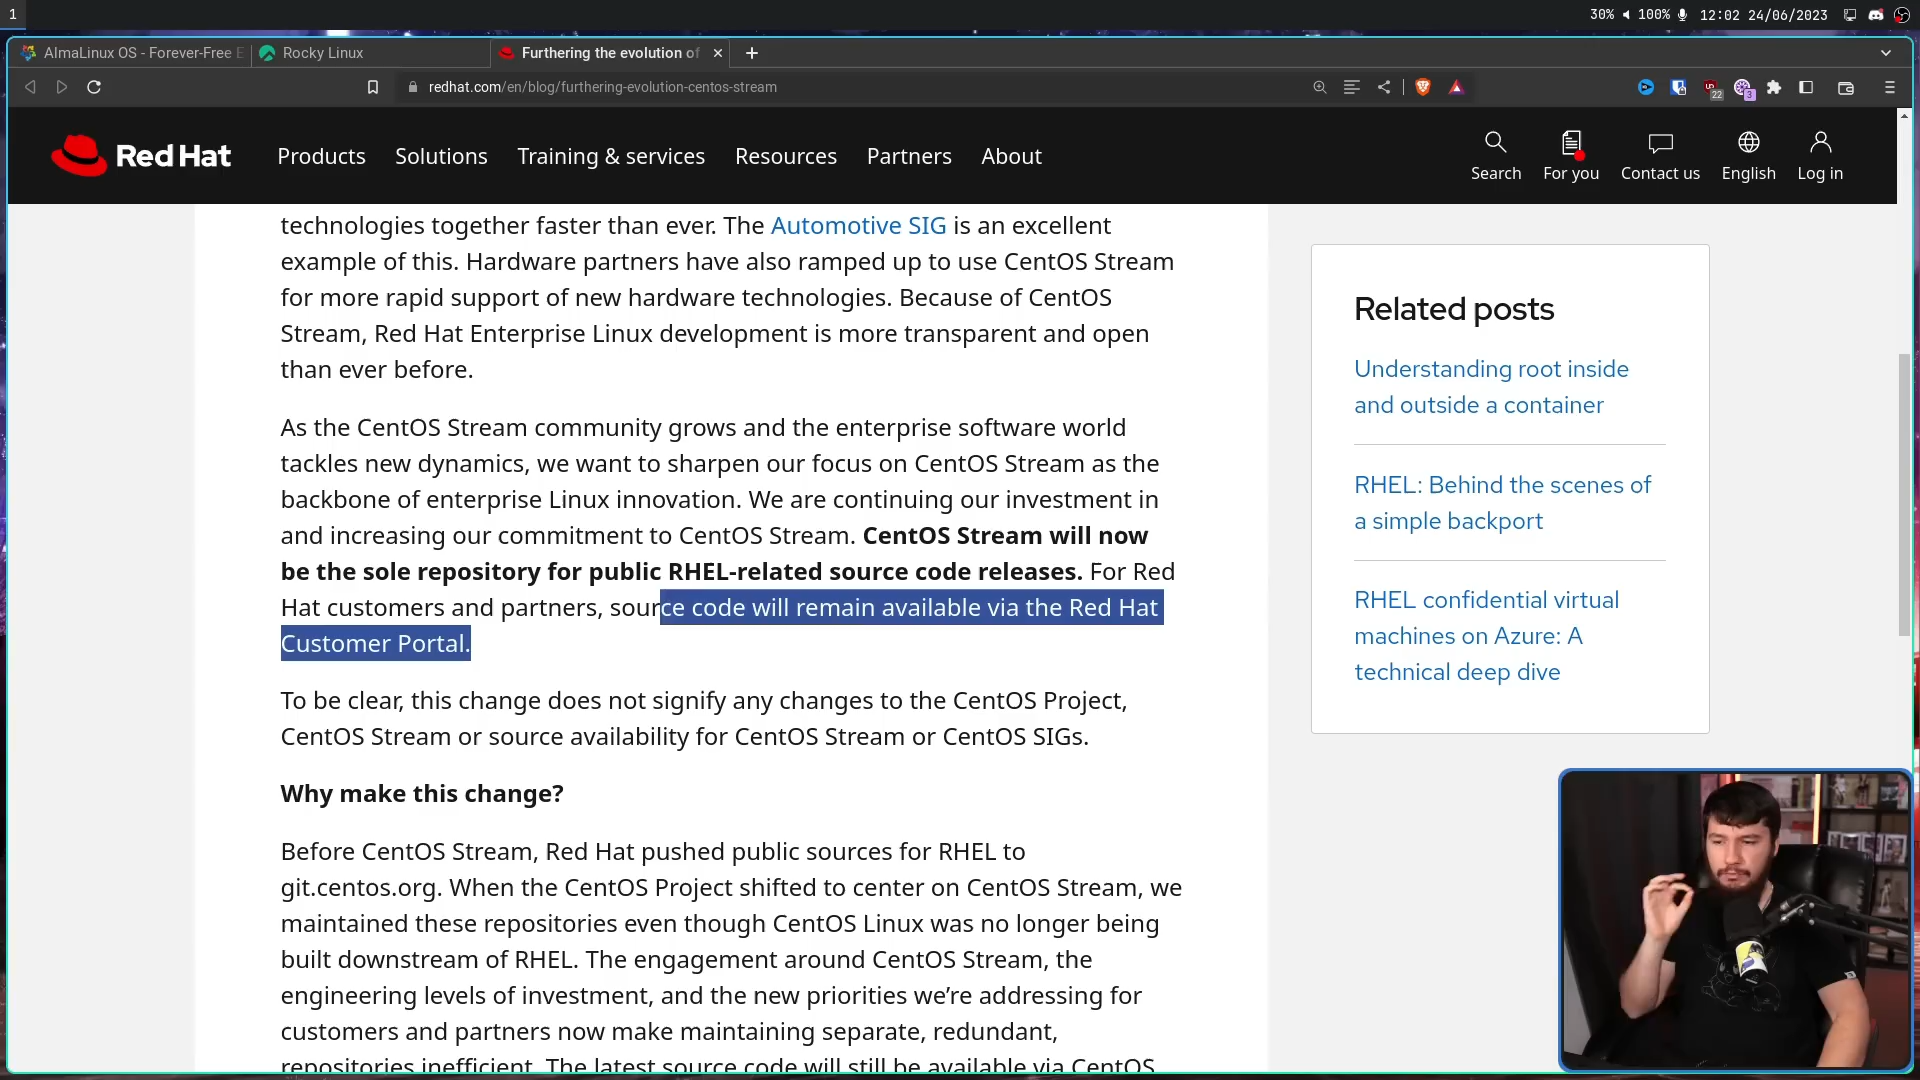 1
30% 100% 12:02 24/06/2023
AlmaLinux OS - Forever-Free E
Rocky Linux
Furthering the evolution of
redhat.com/en/blog/furthering-evolution-centos-stream
22
3
Red Hat
Products Solutions Training & services Resources Partners About
Search For you Contact us English Log in
technologies together faster than ever. The Automotive SIG is an excellent
example of this. Hardware partners have also ramped up to use CentOS Stream
for more rapid support of new hardware technologies. Because of CentOS
Stream, Red Hat Enterprise Linux development is more transparent and open
than ever before.
As the CentOS Stream community grows and the enterprise software world
tackles new dynamics, we want to sharpen our focus on CentOS Stream as the
backbone of enterprise Linux innovation. We are continuing our investment in
and increasing our commitment to CentOS Stream. CentOS Stream will now
be the sole repository for public RHEL-related source code releases. For Red
Hat customers and partners, source code will remain available via the Red Hat
Customer Portal.
To be clear, this change does not signify any changes to the CentOS Project,
CentOS Stream or source availability for CentOS Stream or CentOS SIGs.
Why make this change?
Before CentOS Stream, Red Hat pushed public sources for RHEL to
git.centos.org. When the CentOS Project shifted to center on CentOS Stream, we
maintained these repositories even though CentOS Linux was no longer being
built downstream of RHEL. The engagement around CentOS Stream, the
engineering levels of investment, and the new priorities we’re addressing for
customers and partners now make maintaining separate, redundant,
repositories inefficient. The latest source code will still be available via CentOS
Related posts
Understanding root inside
and outside a container
RHEL: Behind the scenes of
a simple backport
RHEL confidential virtual
machines on Azure: A
technical deep dive